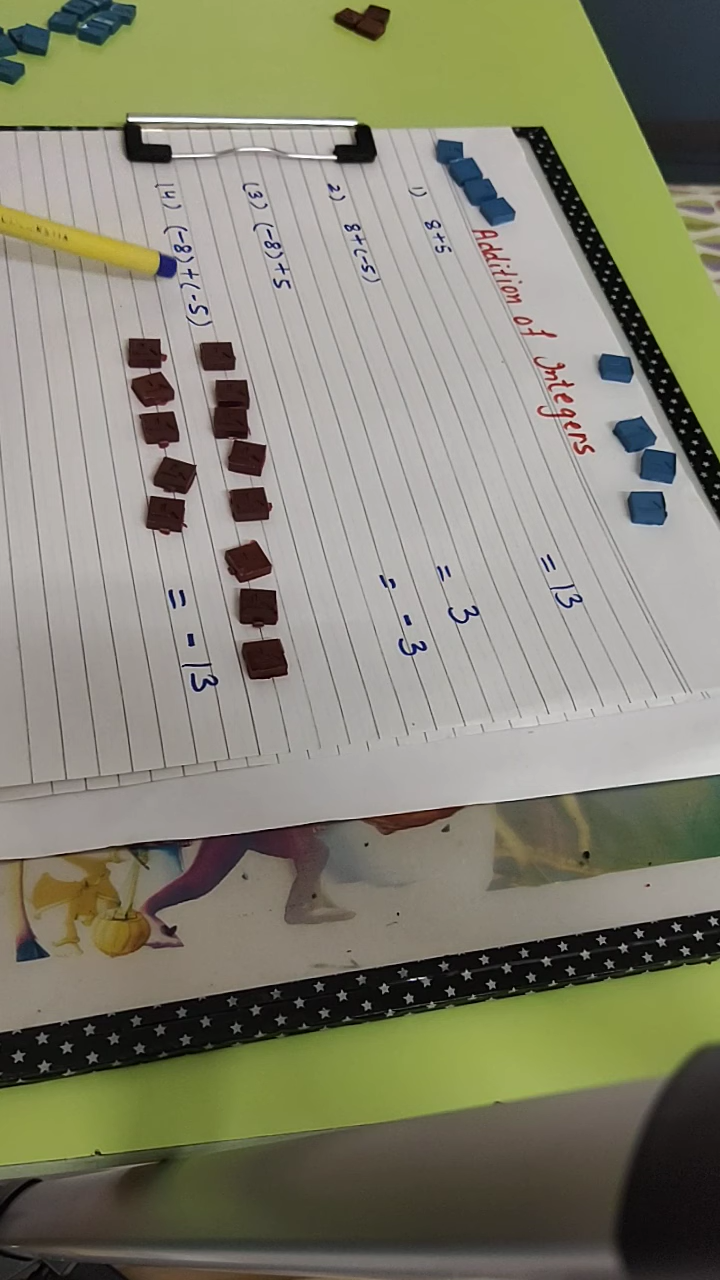 Addition of Integers
1) 8+5 = 13
2) 8+(-5) = 3
(3) (-8)+5 = -3
(4) (-8)+(-5) = -13